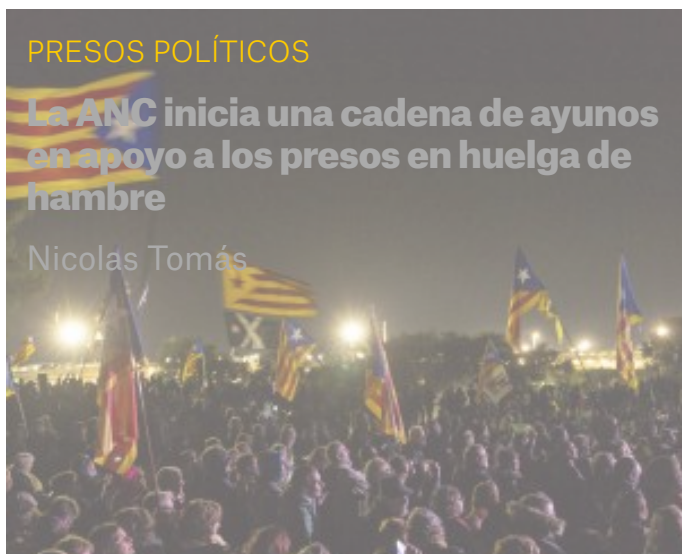 PRESOS POLÍTICOS
La ANC inicia una cadena de ayunos
en apoyo a los presos en huelga de
hambre
Nicolas Tomás